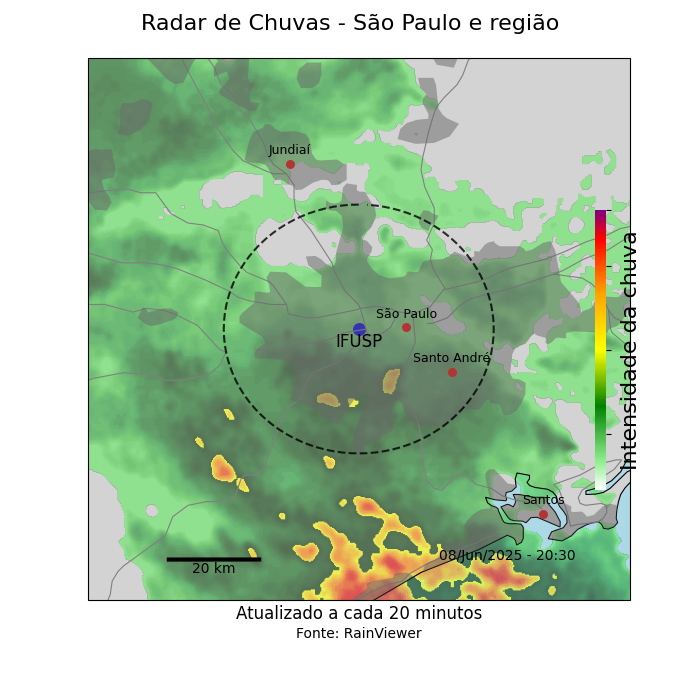 Radar de Chuvas - São Paulo e região
Jundiaí
São Paulo
IFUSP
Santo André
Intensidade da chuva
Santos
08/Jun/2025 - 20:30
20 km
Atualizado a cada 20 minutos
Fonte: RainViewer